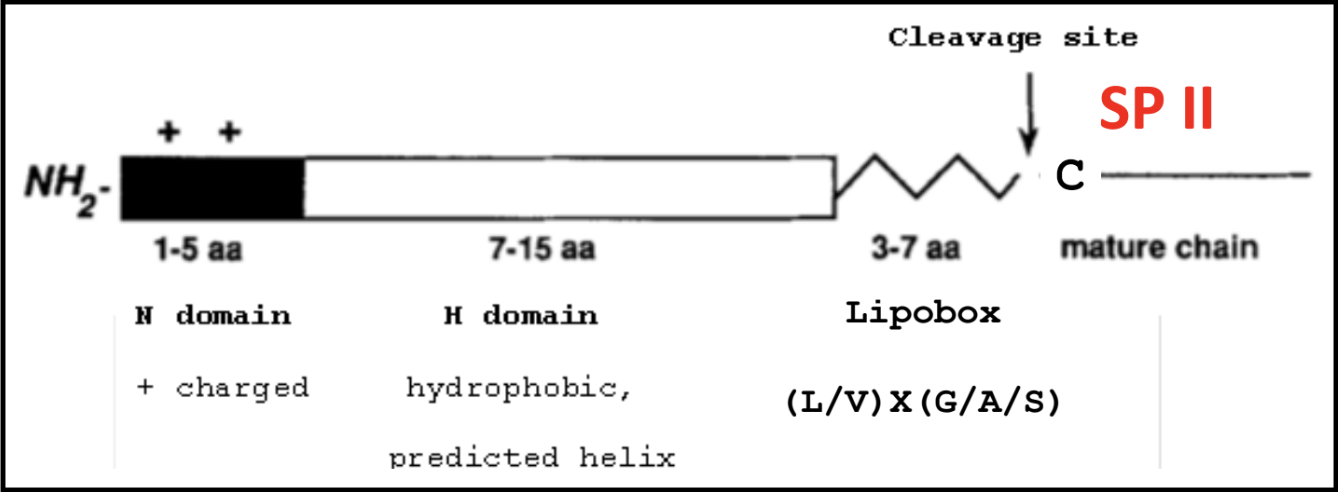 Cleavage site
SP II
+ +
NH2-
C
1-5 aa
7-15 aa
3-7 aa
mature chain
N domain
H domain
Lipobox
+ charged
hydrophobic,
(L/V)X(G/A/S)
predicted helix